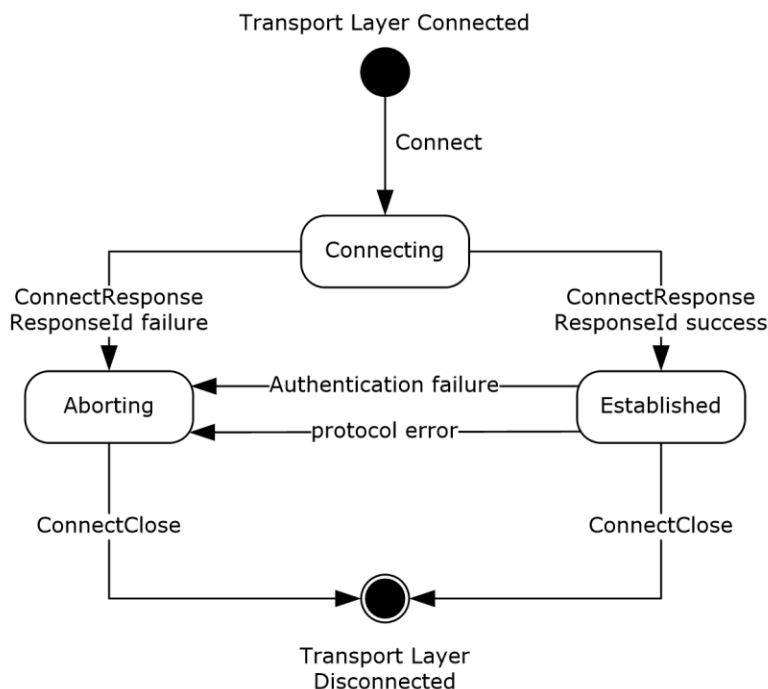 Transport Layer Connected
Connect
Connecting
ConnectResponse
ResponseId failure
ConnectResponse
ResponseId success
Authentication failure
Aborting
Established
protocol error
ConnectClose
ConnectClose
Transport Layer
Disconnected